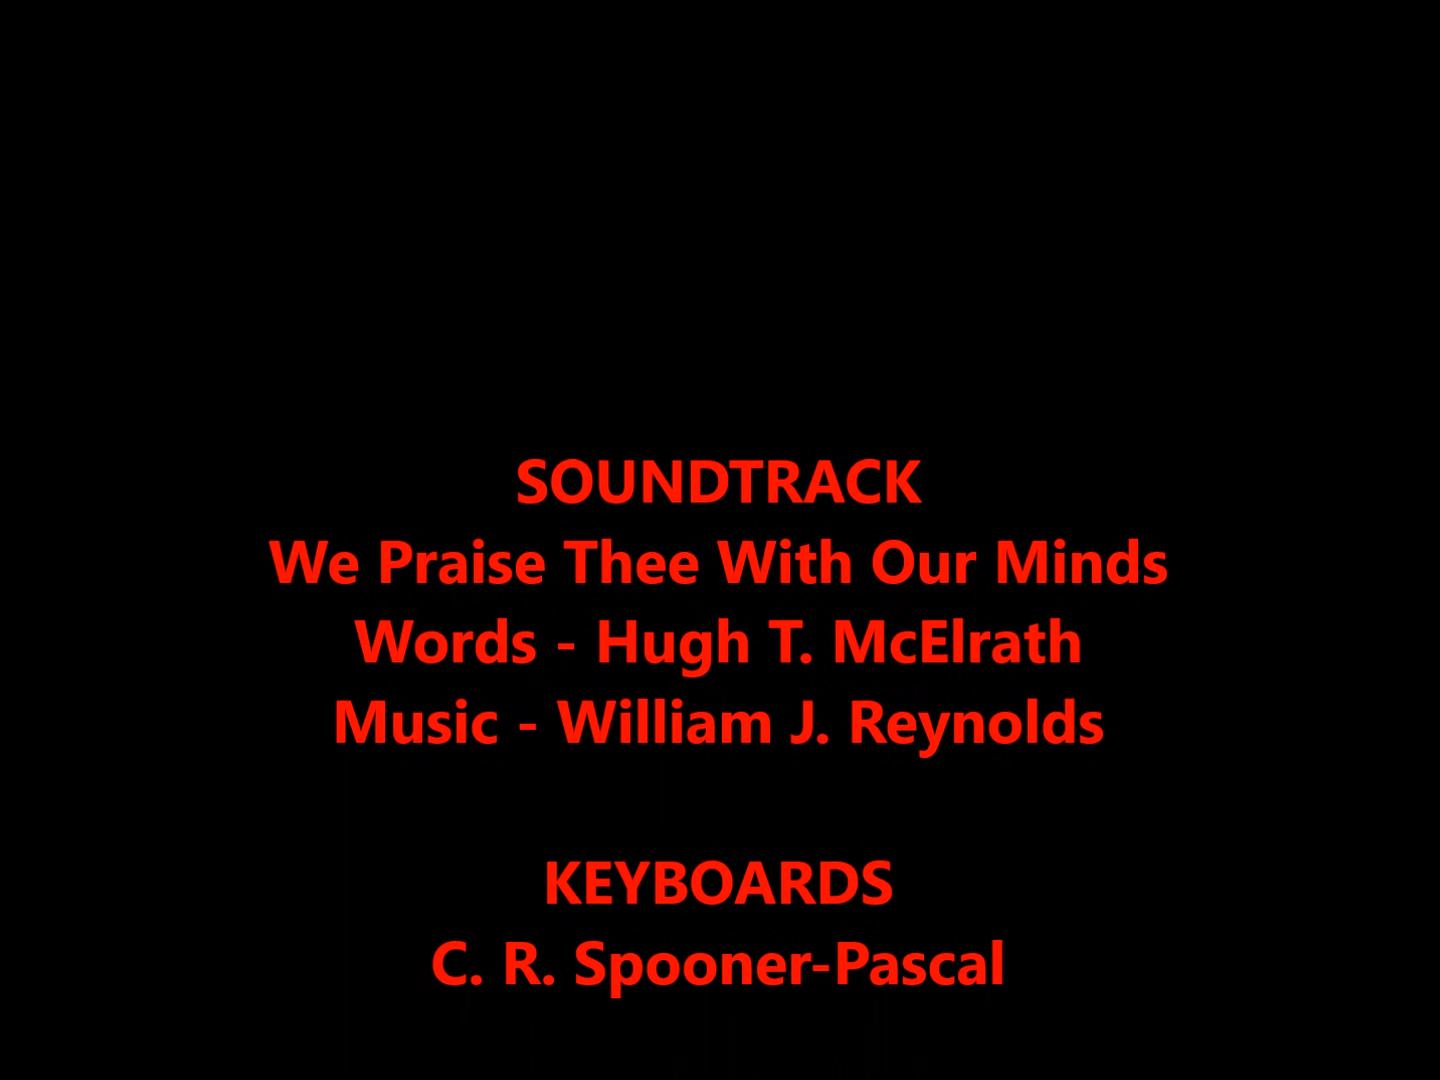 SOUNDTRACK
We Praise Thee With Our Minds
Words - Hugh T. McElrath
Music - William J. Reynolds
KEYBOARDS
C. R. Spooner-Pascal